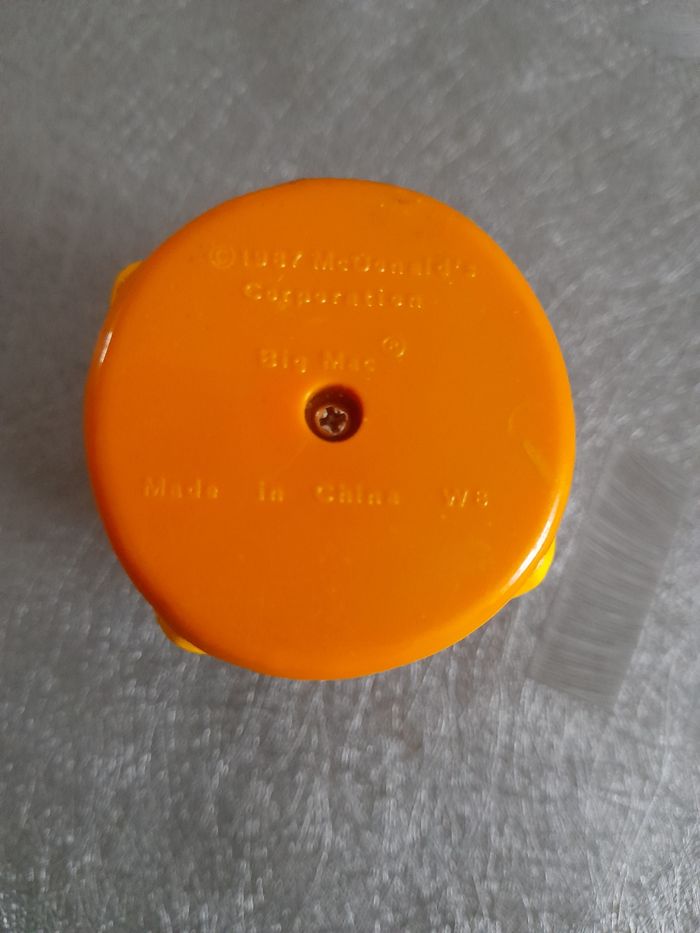 ©1987 McDonald's
Corporation
Big Mac®
Made in China W8